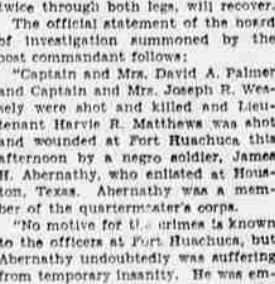 twice through both legs, will recover.
The official statement of the board
of investigation summoned by the
post commandant follows:
"Captain and Mrs. David A. Palmer
and Captain and Mrs. Joseph R. Wes-
sely were shot and killed and Lieu-
tenant Harvie R. Matthews was shot
and wounded at Fort Huachuca this
afternoon by a negro soldier, James
H. Abernathy, who enlisted at Hous-
ton, Texas. Abernathy was a mem-
ber of the quartermaster's corps.
"No motive for the crimes is known
to the officers at Fort Huachuca, but
Abernathy undoubtedly was suffering
from temporary insanity. He was em-